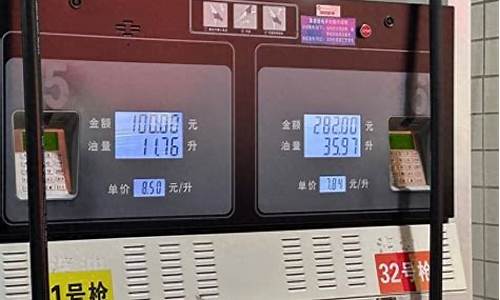 金额 100.00 元
油量 11.76 升
单价 8.50 元/升
金额 282.00 元
油量 35.97 升
单价 7.84 元/升
1号枪
32号枪